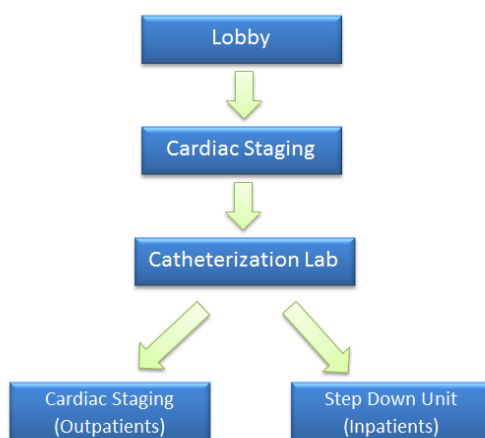 Lobby
Cardiac Staging
Catheterization Lab
Cardiac Staging
(Outpatients)
Step Down Unit
(Inpatients)